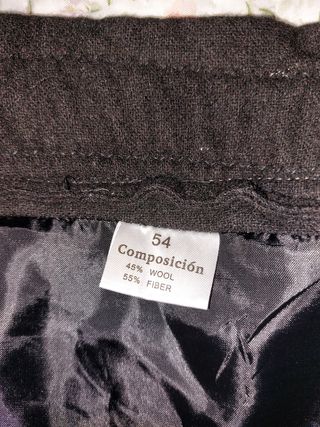 54
Composición
45% WOOL
55% FIBER